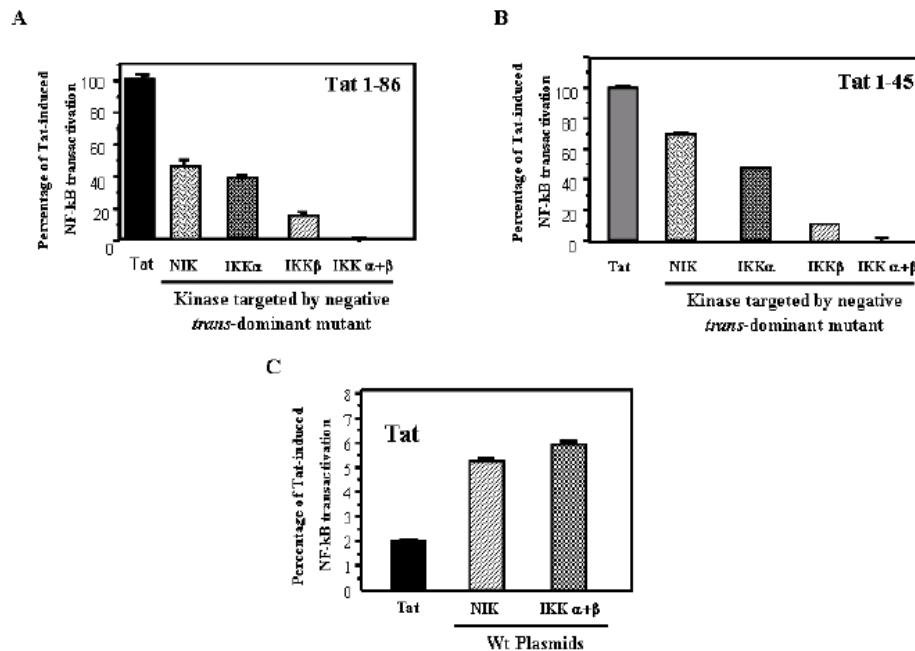 A
Percentage of Tat-induced
NF-kB transactivation
100
80
60
40
20
0
Tat 1-86
Tat
NIK
IKKα
IKKβ
IKK α+β
Kinase targeted by negative
trans-dominant mutant
B
Percentage of Tat-induced
NF-kB transactivation
100
80
60
40
20
0
Tat 1-45
Tat
NIK
IKKα
IKKβ
IKK α+β
Kinase targeted by negative
trans-dominant mutant
C
Percentage of Tat-induced
NF-kB transactivation
8
7
6
5
4
3
2
1
0
Tat
Tat
NIK
IKK α+β
Wt Plasmids